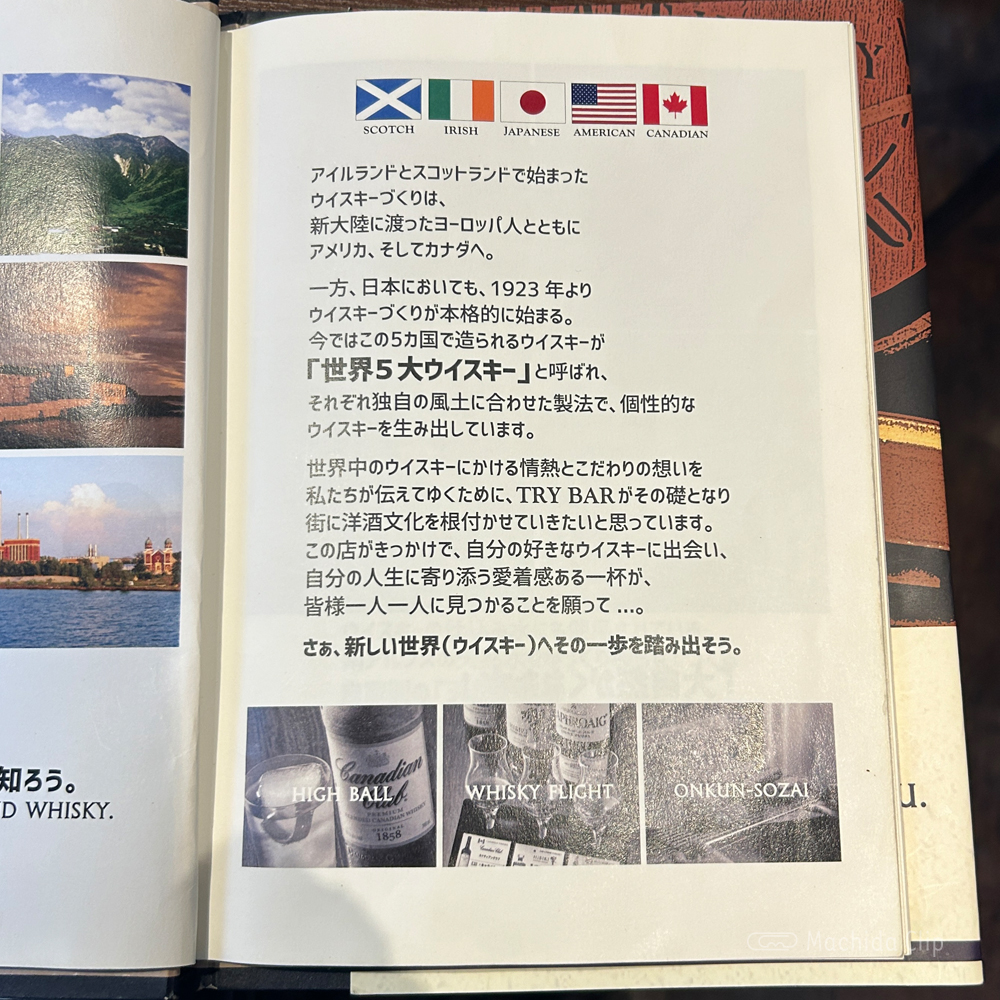 SCOTCH IRISH JAPANESE AMERICAN CANADIAN
アイルランドとスコットランドで始まった
ウイスキーづくりは、
新大陸に渡ったヨーロッパ人とともに
アメリカ、そしてカナダへ。
一方、日本においても、1923 年より
ウイスキーづくりが本格的に始まる。
今ではこの5カ国で造られるウイスキーが
「世界5大ウイスキー」と呼ばれ、
それぞれ独自の風土に合わせた製法で、個性的な
ウイスキーを生み出しています。
世界中のウイスキーにかける情熱とこだわりの想いを
私たちが伝えてゆくために、TRY BARがその礎となり
街に洋酒文化を根付かせていきたいと思っています。
この店がきっかけで、自分の好きなウイスキーに出会い、
自分の人生に寄り添う愛着感ある一杯が、
皆様一人一人に見つかることを願って …。
さぁ、新しい世界(ウイスキー)へその一歩を踏み出そう。
HIGH BALL
WHISKY FLIGHT
ONKUN-SOZAI
Canadian
Club
PREMIUM
1858
知ろう。
WHISKY.
Y
u.
Machida clip